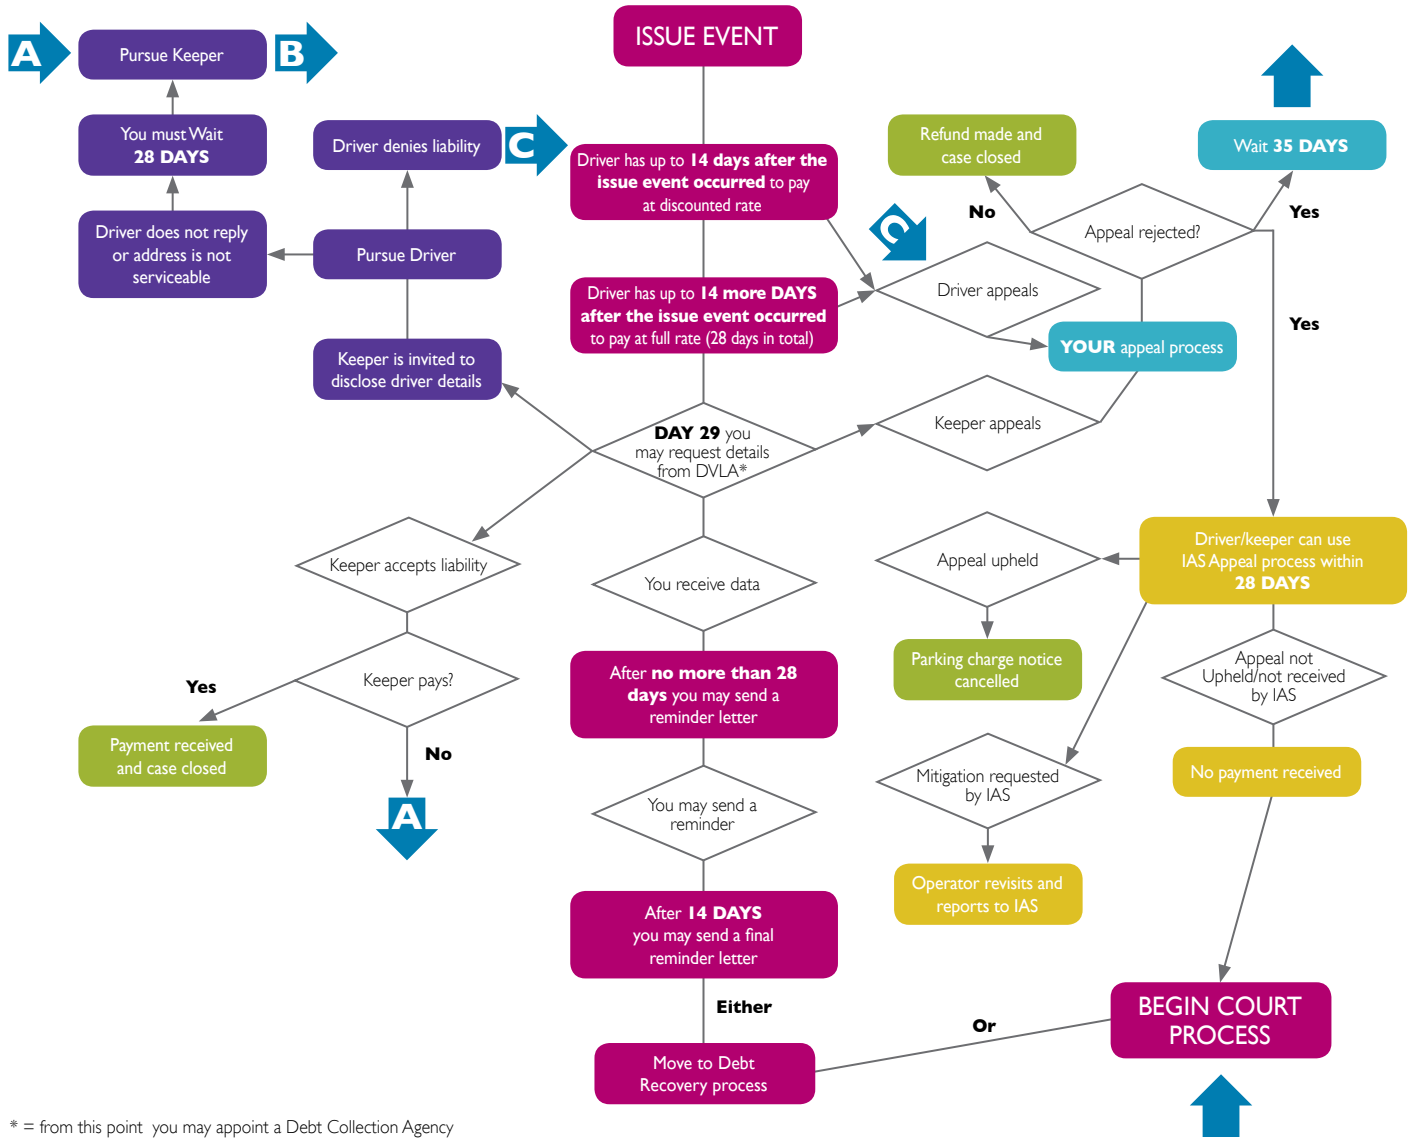 ISSUE EVENT
A
Pursue Keeper
B
You must Wait
28 DAYS
Driver denies liability
C
Driver does not reply
or address is not
serviceable
Pursue Driver
Keeper is invited to
disclose driver details
Driver has up to 14 days after the
issue event occurred to pay
at discounted rate
Driver has up to 14 more DAYS
after the issue event occurred
to pay at full rate (28 days in total)
Refund made and
case closed
Wait 35 DAYS
No
Appeal rejected?
Yes
C
Driver appeals
YOUR appeal process
Yes
Keeper appeals
DAY 29 you
may request details
from DVLA*
Keeper accepts liability
You receive data
Appeal upheld
Driver/keeper can use
IAS Appeal process within
28 DAYS
Keeper pays?
Yes
Payment received
and case closed
No
A
After no more than 28
days you may send a
reminder letter
Parking charge notice
cancelled
Appeal not
Upheld/not received
by IAS
You may send a
reminder
Mitigation requested
by IAS
No payment received
Operator revisits and
reports to IAS
After 14 DAYS
you may send a final
reminder letter
Either
Or
Move to Debt
Recovery process
BEGIN COURT
PROCESS
* = from this point you may appoint a Debt Collection Agency